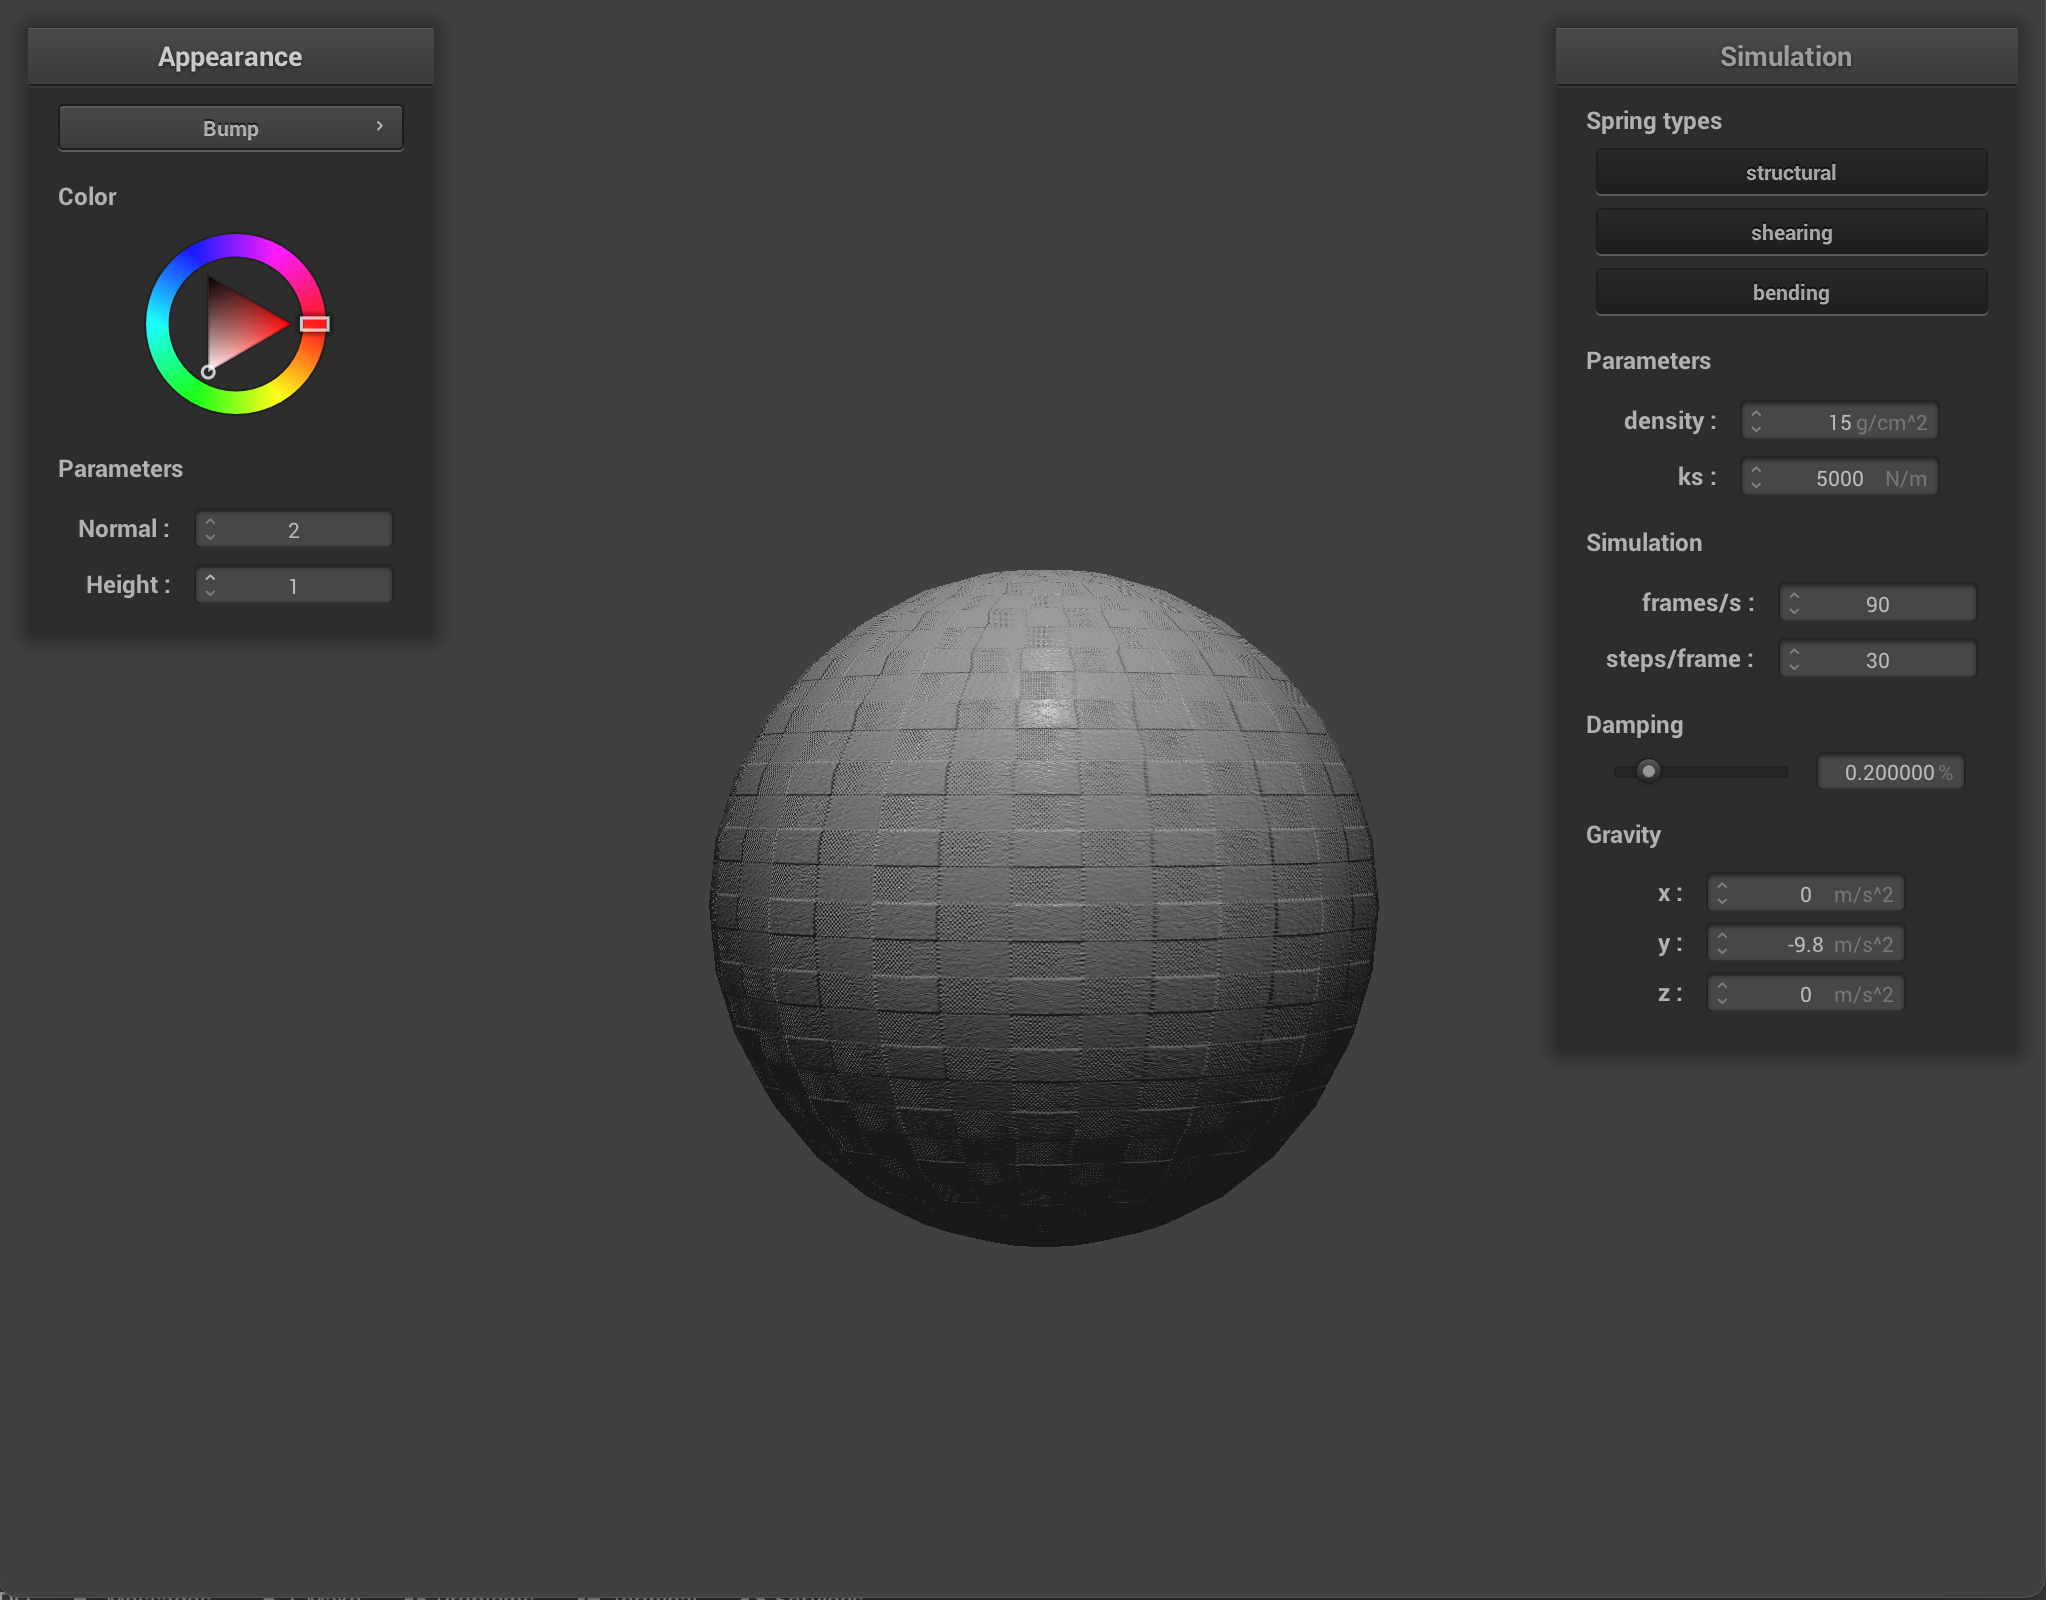 Appearance
Bump
Color
Parameters
Normal : 2
Height : 1
Simulation
Spring types
structural
shearing
bending
Parameters
density : 15 g/cm^2
ks : 5000 N/m
Simulation
frames/s : 90
steps/frame : 30
Damping
0.200000 %
Gravity
x : 0 m/s^2
y : -9.8 m/s^2
z : 0 m/s^2